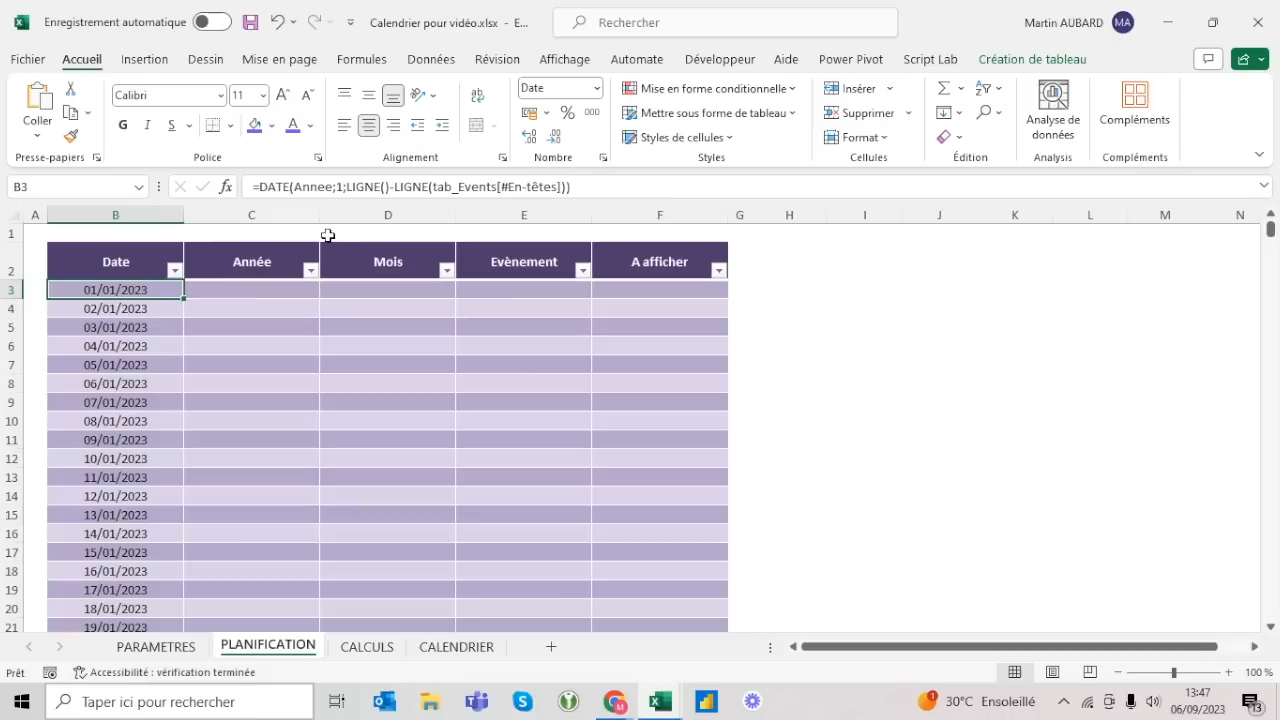 Enregistrement automatique
Calendrier pour vidéo.xlsx - E...
Rechercher
Martin AUBARD
MA
Fichier
Accueil
Insertion
Dessin
Mise en page
Formules
Données
Révision
Affichage
Automate
Développeur
Aide
Power Pivot
Script Lab
Création de tableau
Coller
Presse-papiers
Calibri
11
G I S
Police
Alignement
Date
% 000
Nombre
Mise en forme conditionnelle
Mettre sous forme de tableau
Styles de cellules
Styles
Insérer
Supprimer
Format
Cellules
Édition
Analyse de
données
Analysis
Compléments
Compléments
B3
fx
=DATE(Annee;1;LIGNE()-LIGNE(tab_Events[#En-têtes]))
A B C D E F G H I J K L M N
1
2 Date Année Mois Evènement A afficher
3 01/01/2023
4 02/01/2023
5 03/01/2023
6 04/01/2023
7 05/01/2023
8 06/01/2023
9 07/01/2023
10 08/01/2023
11 09/01/2023
12 10/01/2023
13 11/01/2023
14 12/01/2023
15 13/01/2023
16 14/01/2023
17 15/01/2023
18 16/01/2023
19 17/01/2023
20 18/01/2023
21 19/01/2023
PARAMETRES
PLANIFICATION
CALCULS
CALENDRIER
Prêt
Accessibilité : vérification terminée
100 %
Taper ici pour rechercher
30°C Ensoleillé
13:47
06/09/2023